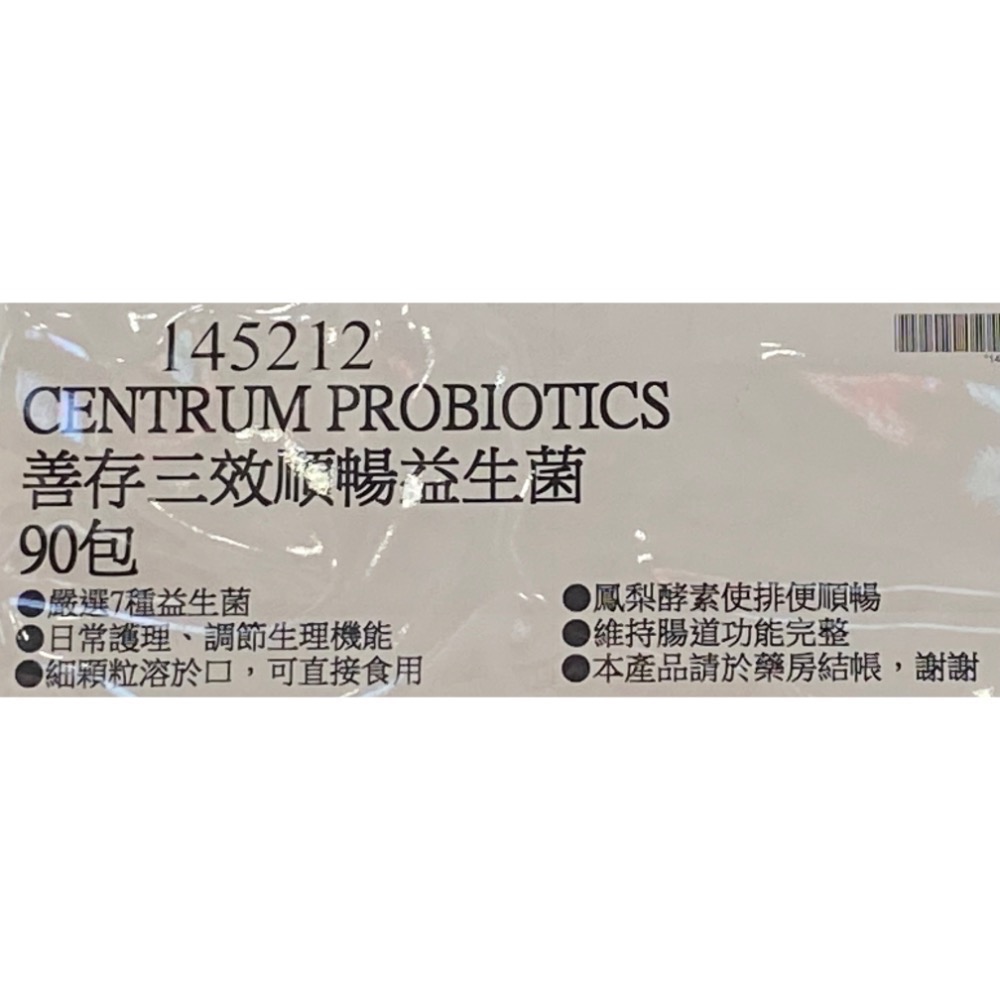 145212
CENTRUM PROBIOTICS
善存三效順暢益生菌
90包
●嚴選7種益生菌
●日常護理、調節生理機能
●細顆粒溶於口，可直接食用
●鳳梨酵素使排便順暢
●維持腸道功能完整
●本產品請於藥房結帳，謝謝